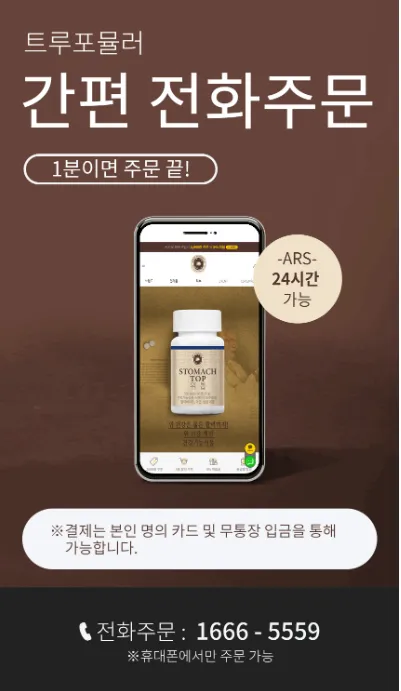 트루포뮬러
간편 전화주문
1분이면 주문 끝!
-ARS-
24시간
가능
STOMACH
TOP
※결제는 본인 명의 카드 및 무통장 입금을 통해
가능합니다.
전화주문 : 1666 - 5559
※휴대폰에서만 주문 가능